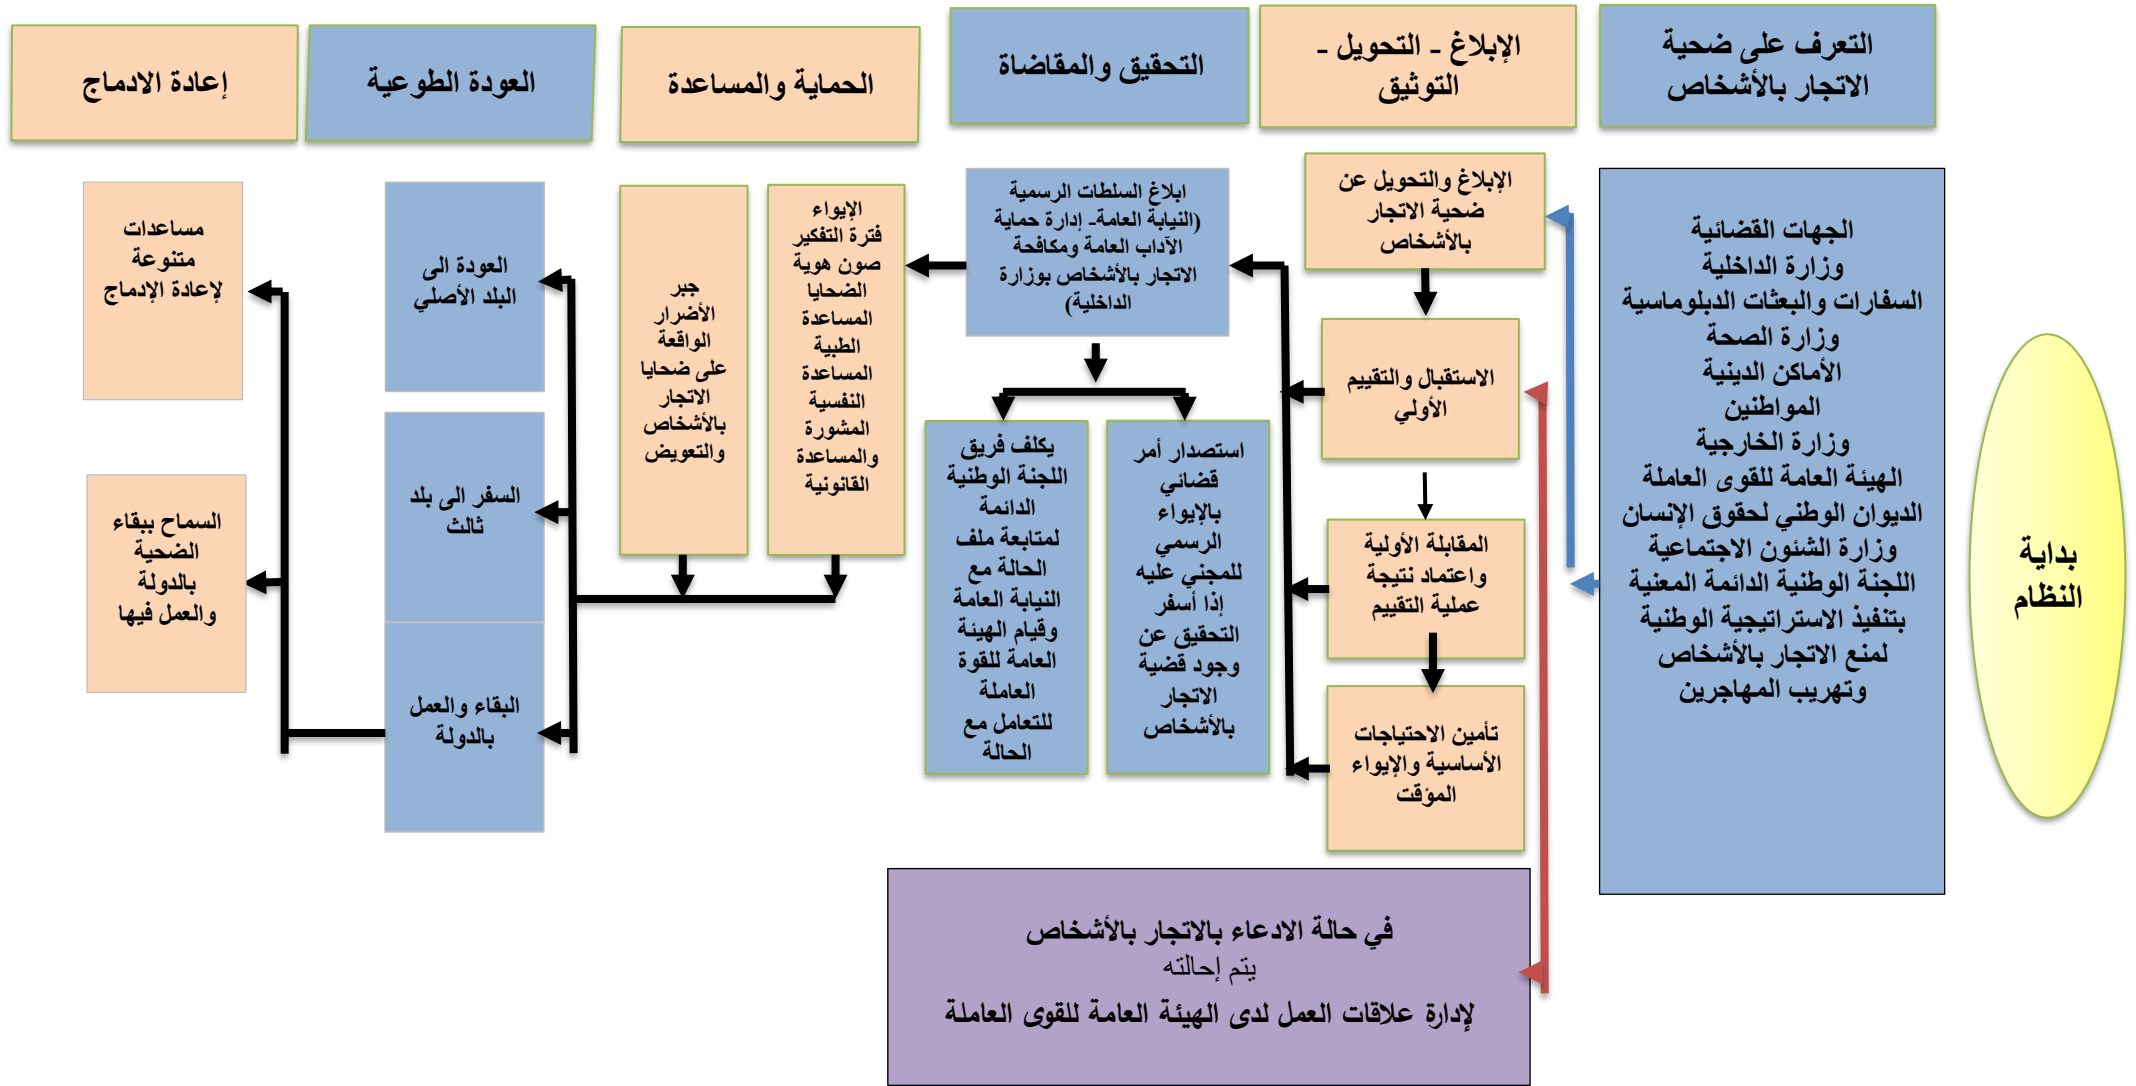 التعرف على ضحية
الاتجار بالأشخاص
الإبلاغ - التحويل -
التوثيق
التحقيق والمقاضاة
الحماية والمساعدة
العودة الطوعية
إعادة الادماج
بداية
النظام
الجهات القضائية
وزارة الداخلية
السفارات والبعثات الدبلوماسية
وزارة الصحة
الأماكن الدينية
المواطنين
وزارة الخارجية
الهيئة العامة للقوى العاملة
الديوان الوطني لحقوق الإنسان
وزارة الشئون الاجتماعية
اللجنة الوطنية الدائمة المعنية
بتنفيذ الاستراتيجية الوطنية
لمنع الاتجار بالأشخاص
وتهريب المهاجرين
الإبلاغ والتحويل عن
ضحية الاتجار
بالأشخاص
الاستقبال والتقييم
الأولي
المقابلة الأولية
واعتماد نتيجة
عملية التقييم
تأمين الاحتياجات
الأساسية والإيواء
المؤقت
ابلاغ السلطات الرسمية
(النيابة العامة- إدارة حماية
الآداب العامة ومكافحة
الاتجار بالأشخاص بوزارة
الداخلية)
استصدار أمر
قضائي
بالإيواء
الرسمي
للمجني عليه
إذا أسفر
التحقيق عن
وجود قضية
الاتجار
بالأشخاص
يكلف فريق
اللجنة الوطنية
الدائمة
لمتابعة ملف
الحالة مع
النيابة العامة
وقيام الهيئة
العامة للقوة
العاملة
للتعامل مع
الحالة
الإيواء
فترة التفكير
صون هوية
الضحايا
المساعدة
الطبية
المساعدة
النفسية
المشورة
والمساعدة
القانونية
جبر
الأضرار
الواقعة
على ضحايا
الاتجار
بالأشخاص
والتعويض
العودة الى
البلد الأصلي
السفر الى بلد
ثالث
البقاء والعمل
بالدولة
مساعدات
متنوعة
لإعادة الإدماج
السماح ببقاء
الضحية
بالدولة
والعمل فيها
في حالة الادعاء بالاتجار بالأشخاص
يتم إحالته
لإدارة علاقات العمل لدى الهيئة العامة للقوى العاملة